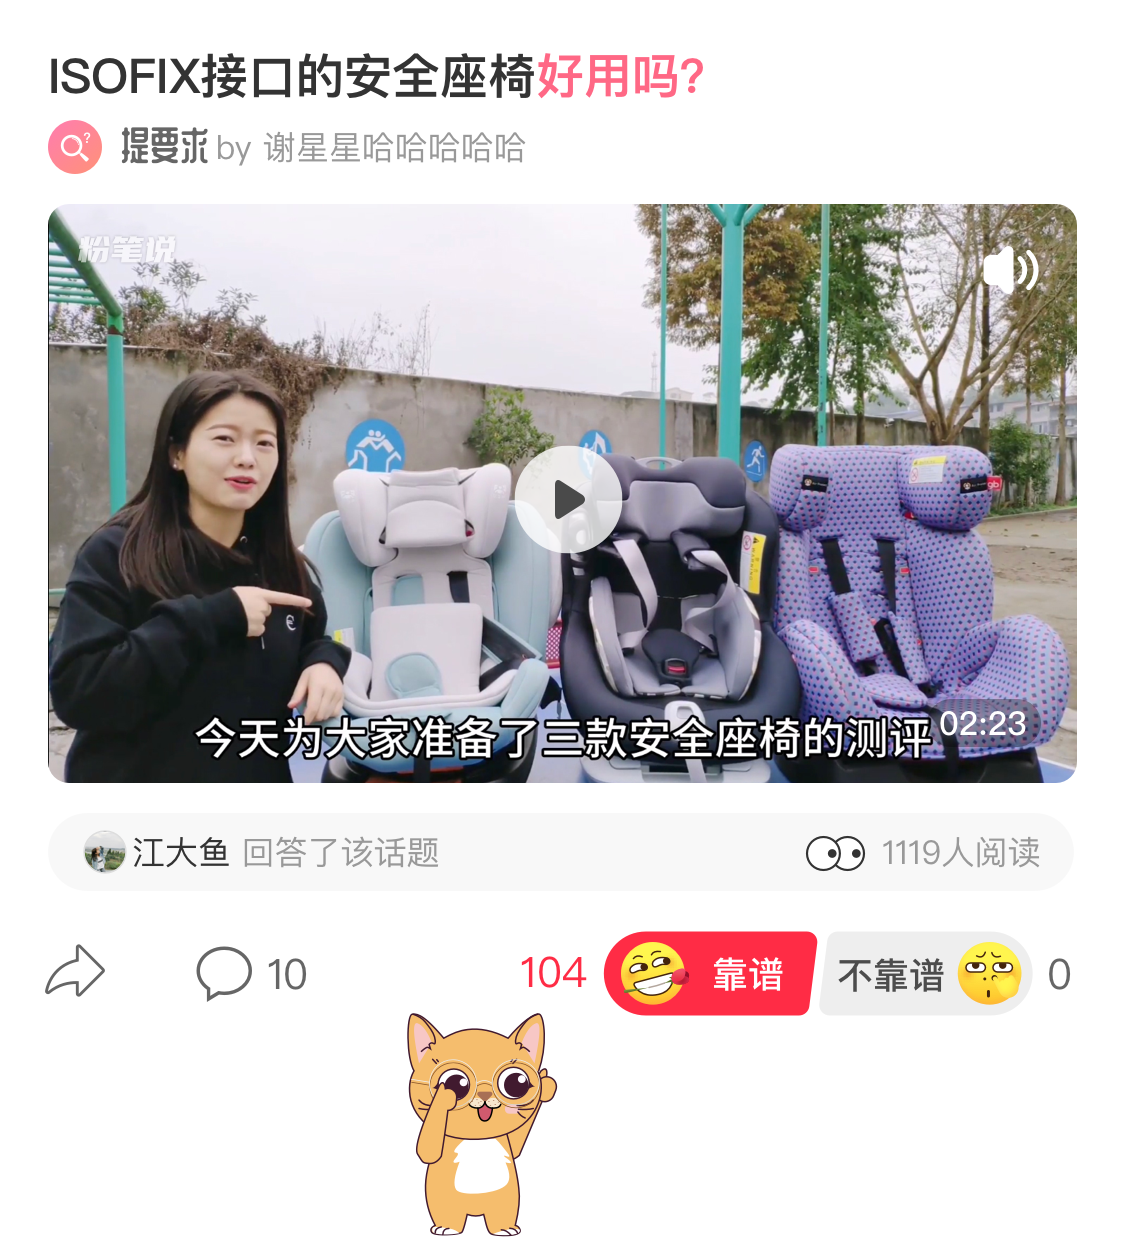 ISOFIX接口的安全座椅好用吗?
提要求 by 谢星星哈哈哈哈哈
粉笔说
gb
今天为大家准备了三款安全座椅的测评
02:23
江大鱼 回答了该话题
1119人阅读
10
104 靠谱
不靠谱 0